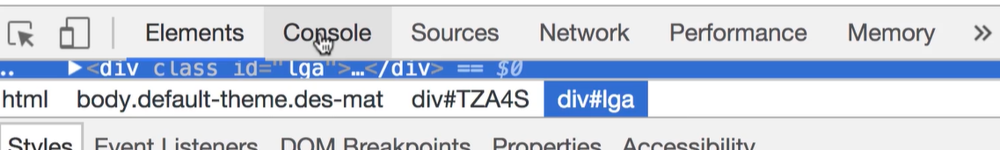 Elements Console Sources Network Performance Memory »
.. ▶<div class id="lga">…</div> == $0
html body.default-theme.des-mat div#TZA4S div#lga
Styles Event Listeners DOM Breakpoints Properties Accessibility